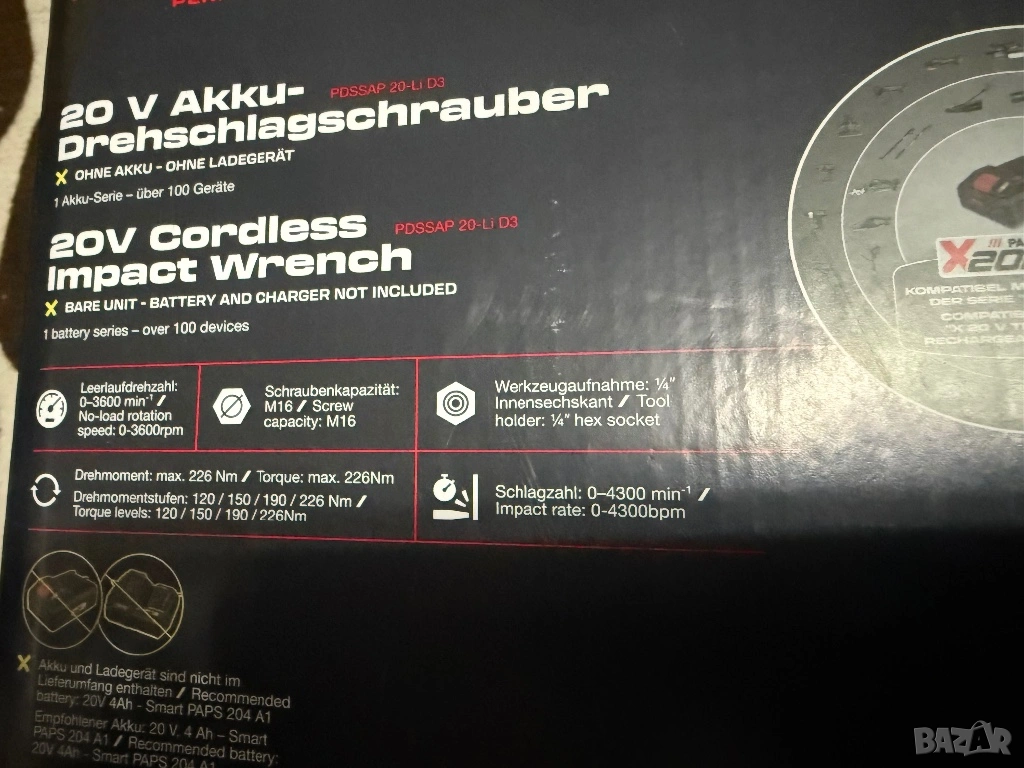 20 V Akku- PDSSAP 20-Li D3
Drehschlagschrauber
OHNE AKKU - OHNE LADEGERÄT
1 Akku-Serie – über 100 Geräte
20V Cordless PDSSAP 20-Li D3
Impact Wrench
BARE UNIT - BATTERY AND CHARGER NOT INCLUDED
1 battery series – over 100 devices
Leerlaufdrehzahl:
0–3600 min⁻¹ /
No-load rotation
speed: 0-3600rpm
Schraubenkapazität:
M16 / Screw
capacity: M16
Werkzeugaufnahme: ¼”
Innensechskant / Tool
holder: ¼” hex socket
Drehmoment: max. 226 Nm / Torque: max. 226Nm
Drehmomentstufen: 120 / 150 / 190 / 226 Nm /
Torque levels: 120 / 150 / 190 / 226Nm
Schlagzahl: 0–4300 min⁻¹ /
Impact rate: 0-4300bpm
Akku und Ladegerät sind nicht im
Lieferumfang enthalten / Recommended
battery: 20V 4Ah - Smart PAPS 204 A1
Empfohlener Akku: 20 V. 4 Ah – Smart
PAPS 204 A1 / Recommended battery:
20V 4Ah - Smart PAPS 204 A1
X20
KOMPATIBEL
DER SERIE
BAZAR